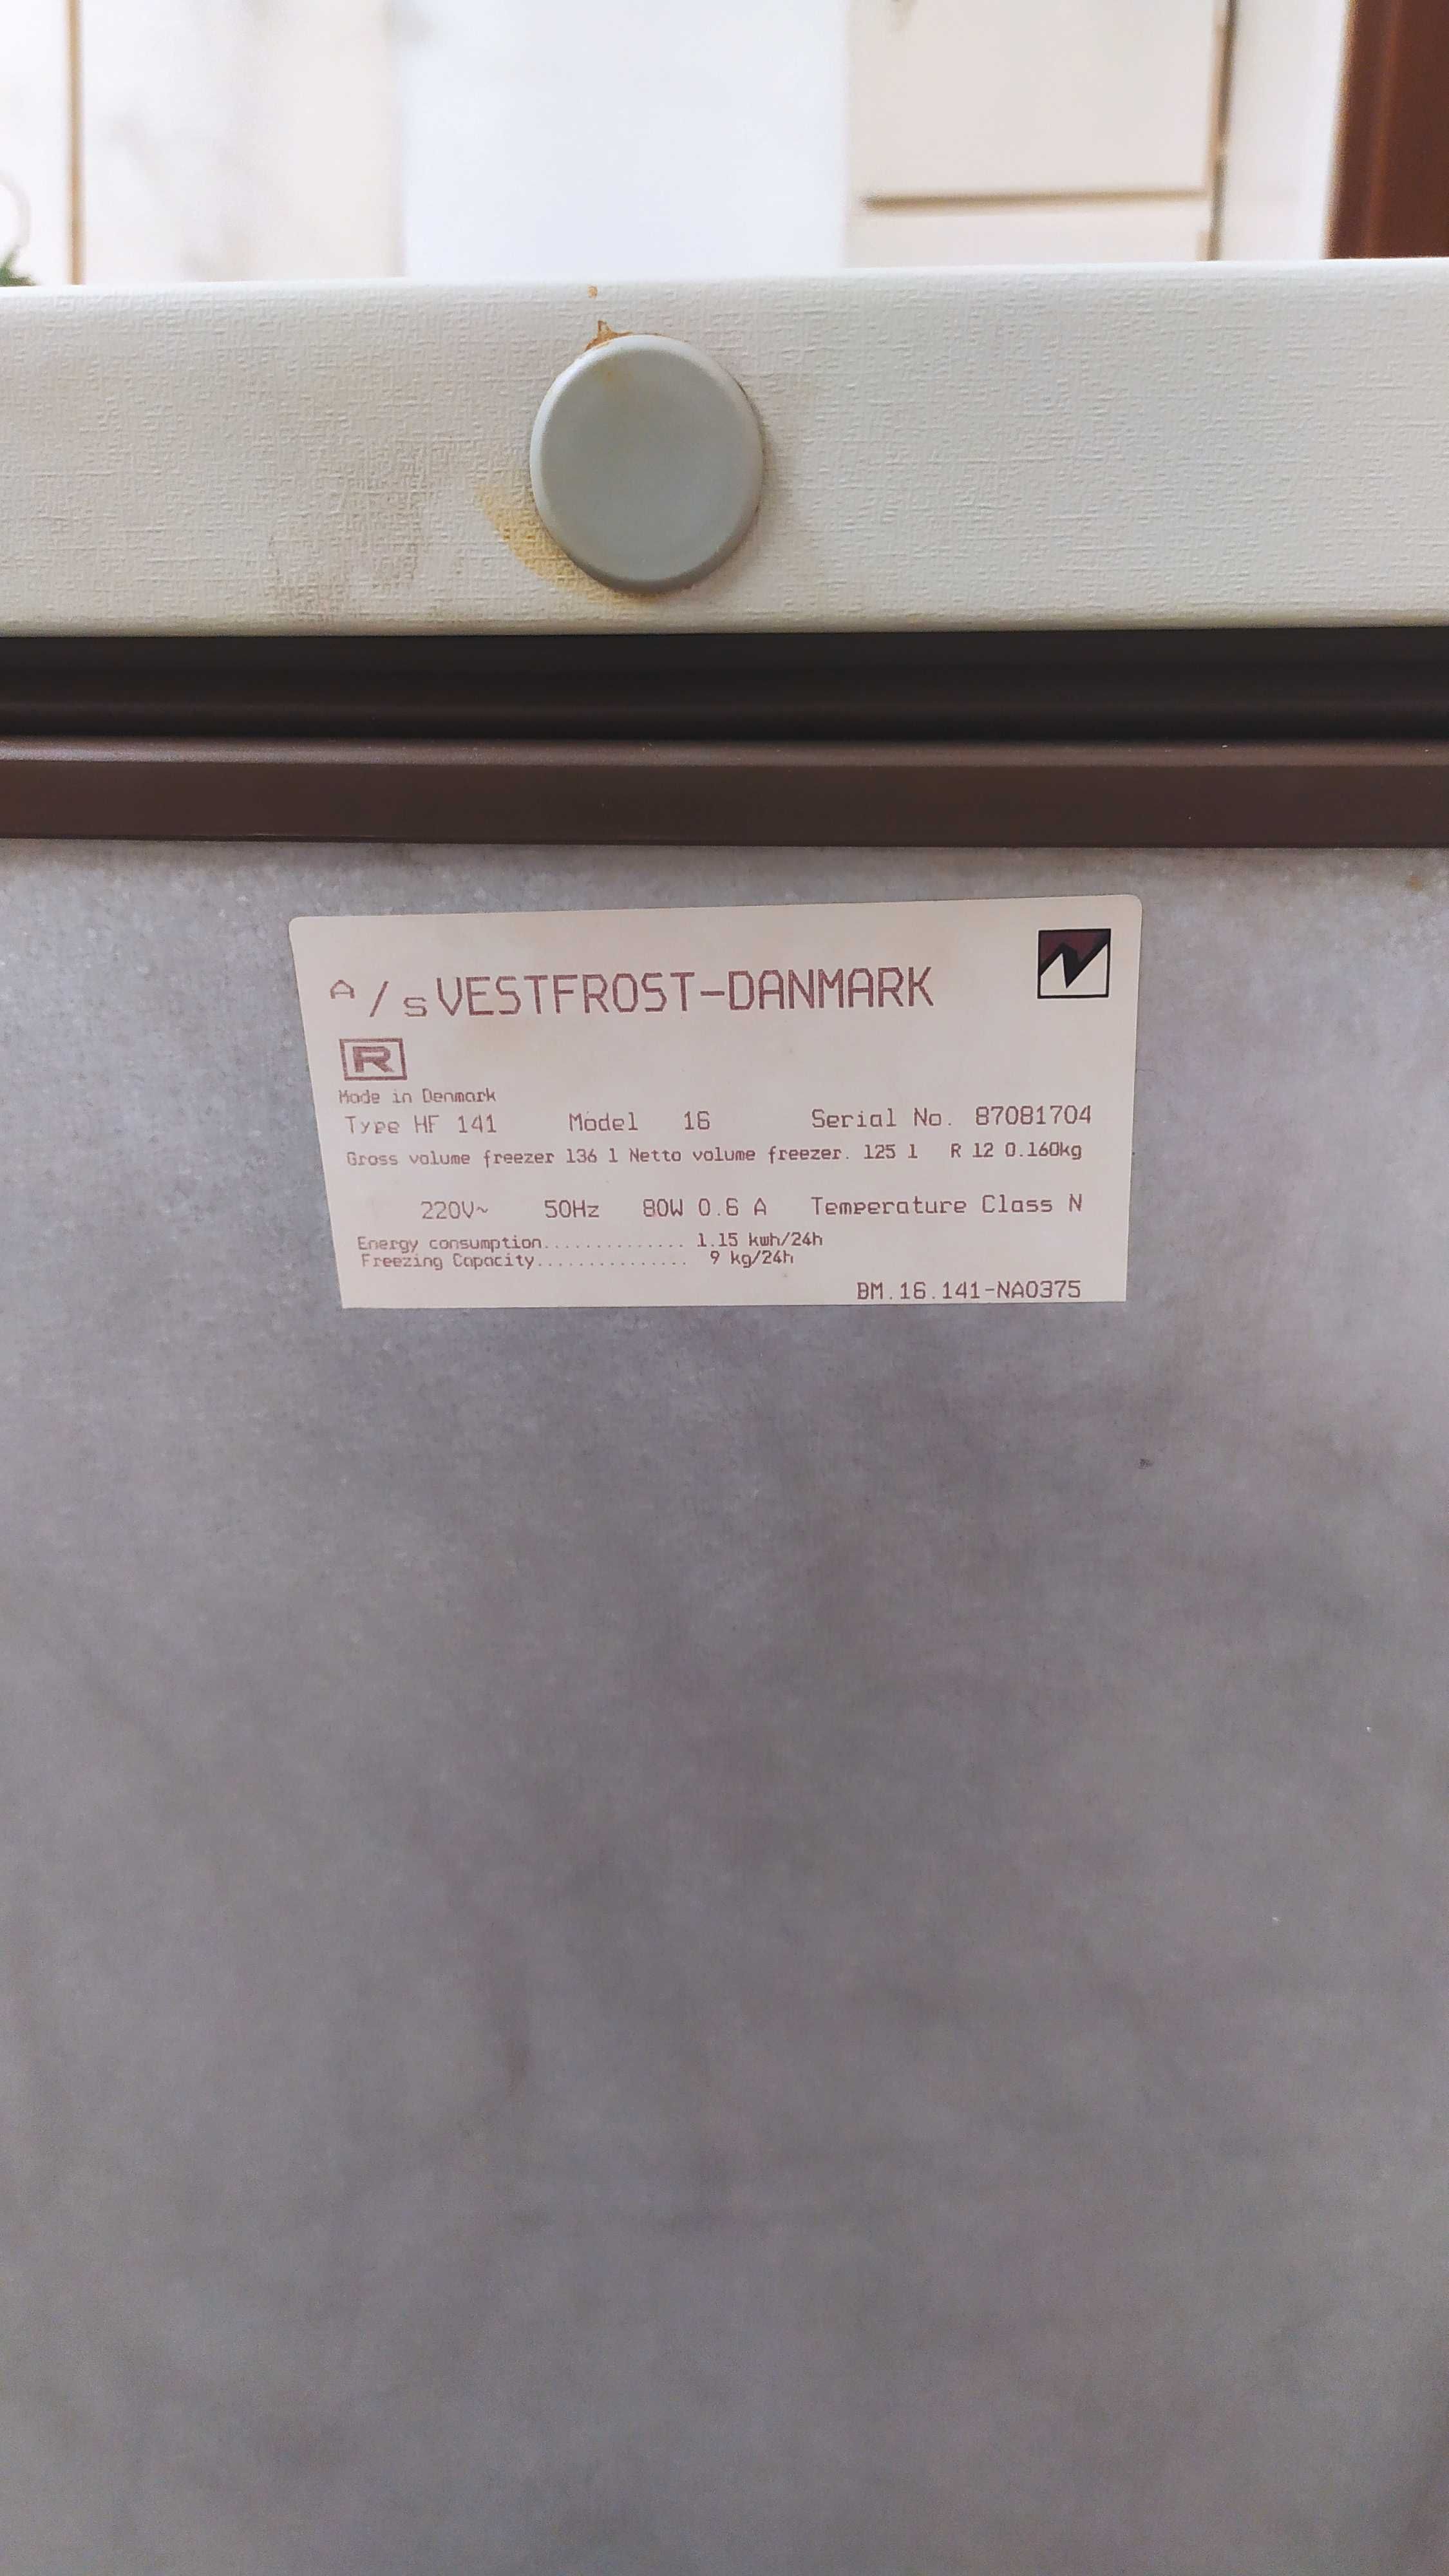 A/S VESTFROST-DANMARK
R
Made in Denmark
Type HF 141 Model 16 Serial No. 87081704
Gross volume freezer 136 l Netto volume freezer. 125 l R 12 0.160kg
220V~ 50Hz 80W 0.6 A Temperature Class N
Energy consumption.............. 1.15 kwh/24h
Freezing Capacity............... 9 kg/24h
BM.16.141-NA0375